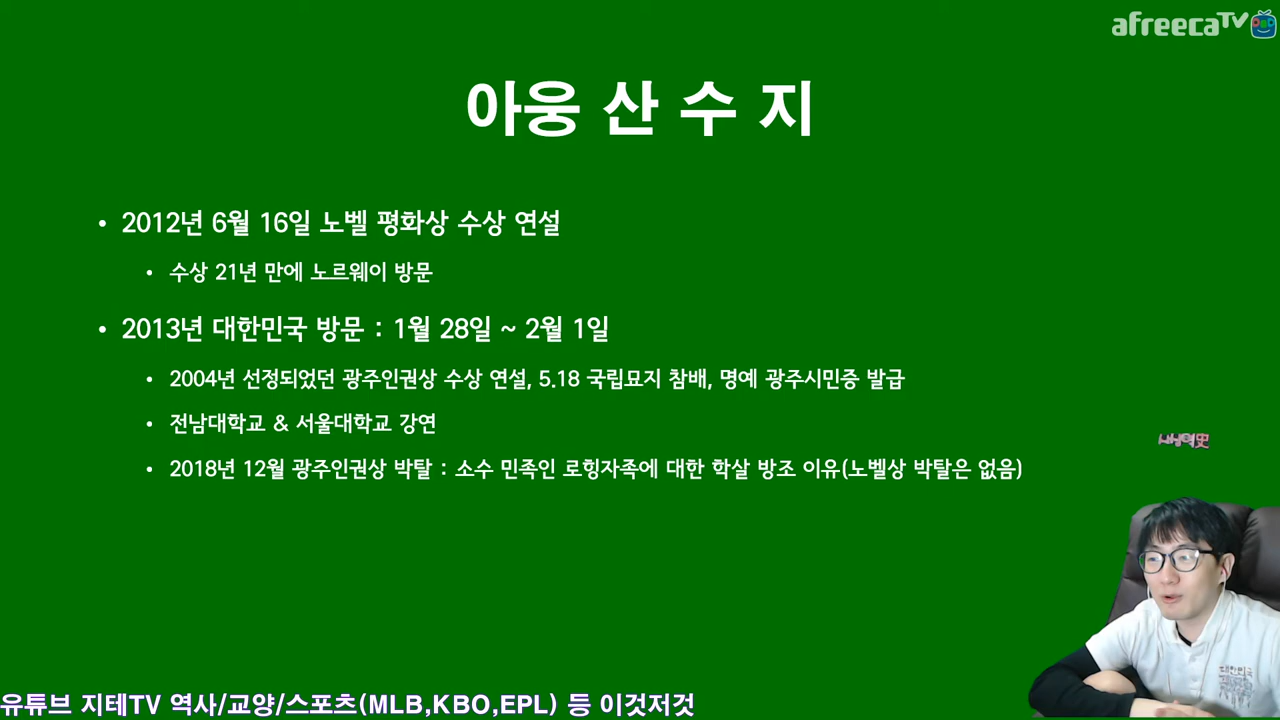 afreecaTV
아웅 산 수 지
• 2012년 6월 16일 노벨 평화상 수상 연설
• 수상 21년 만에 노르웨이 방문
• 2013년 대한민국 방문 : 1월 28일 ~ 2월 1일
• 2004년 선정되었던 광주인권상 수상 연설, 5.18 국립묘지 참배, 명예 광주시민증 발급
• 전남대학교 & 서울대학교 강연
• 2018년 12월 광주인권상 박탈 : 소수 민족인 로힝자족에 대한 학살 방조 이유(노벨상 박탈은 없음)
대한민국
유튜브 지테TV 역사/교양/스포츠(MLB,KBO,EPL) 등 이것저것